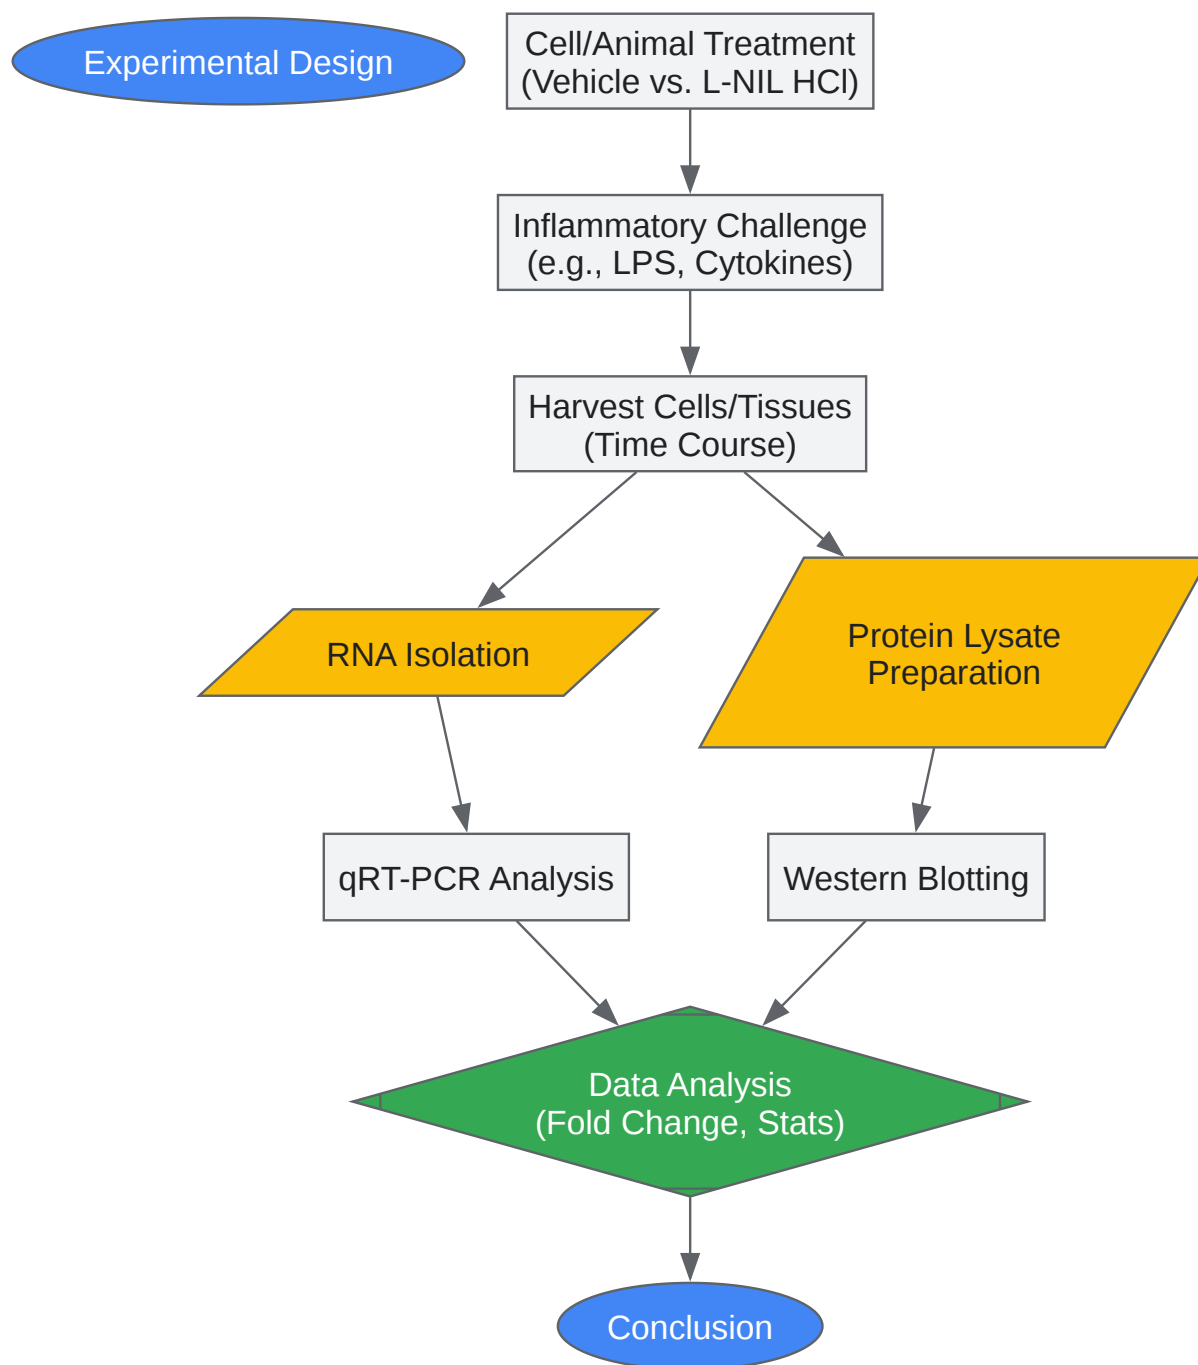 Experimental Design
Cell/Animal Treatment
(Vehicle vs. L-NIL HCl)
Inflammatory Challenge
(e.g., LPS, Cytokines)
Harvest Cells/Tissues
(Time Course)
RNA Isolation
Protein Lysate
Preparation
qRT-PCR Analysis
Western Blotting
Data Analysis
(Fold Change, Stats)
Conclusion